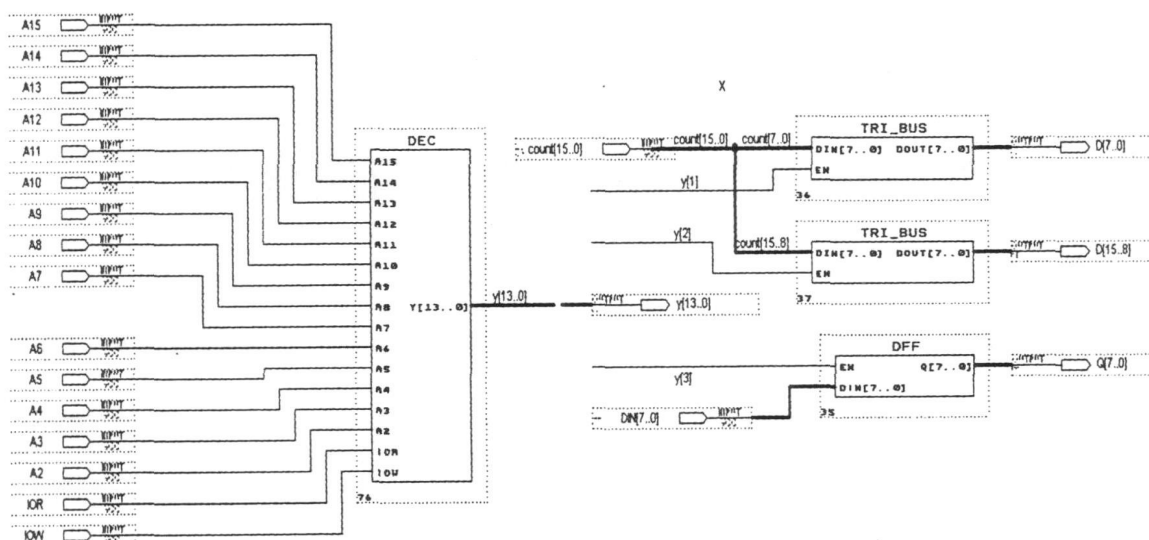 A15
A14
A13
A12
A11
A10
A9
A8
A7
A6
A5
A4
A3
A2
IOR
IOW
DEC
A15
A14
A13
A12
A11
A10
A9
A8 Y[13..0]
A7
A6
A5
A4
A3
A2
IOR
IOW
76
y[13..0]
y[13..0]
X
count[15..0]
count[15..0]
count[7..0]
TRI_BUS
DIN[7..0] DOUT[7..0]
EN
36
D[7..0]
y[1]
y[2]
count[15..8]
TRI_BUS
DIN[7..0] DOUT[7..0]
EN
37
D[15..8]
DFF
EN Q[7..0]
DIN[7..0]
35
Q[7..0]
y[3]
DIN[7..0]